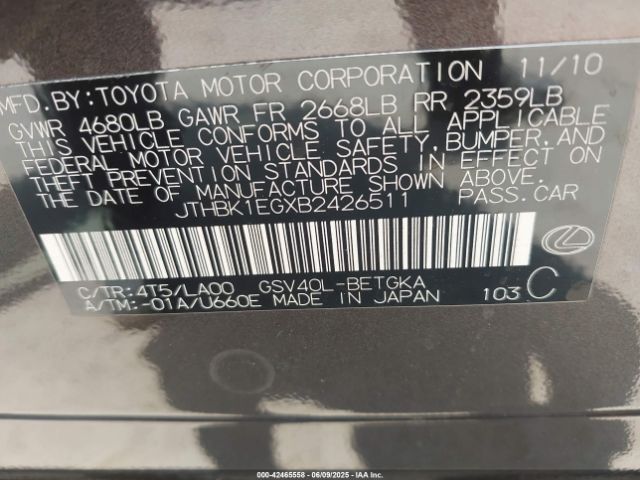 MFD.BY:TOYOTA MOTOR CORPORATION 11/10
GVWR 4680LB GAWR FR 2668LB RR 2359LB
THIS VEHICLE CONFORMS TO ALL APPLICABLE
FEDERAL MOTOR VEHICLE SAFETY, BUMPER, AND
THEFT PREVENTION STANDARDS IN EFFECT ON
THE DATE OF MANUFACTURE SHOWN ABOVE.
JTHBK1EGXB2426511 PASS.CAR
C/TR:4T5/LA00 GSV40L-BETGKA
A/TM:-01A/U660E MADE IN JAPAN 103 C
000-42465558 - 06/09/2025 - IAAI.CA